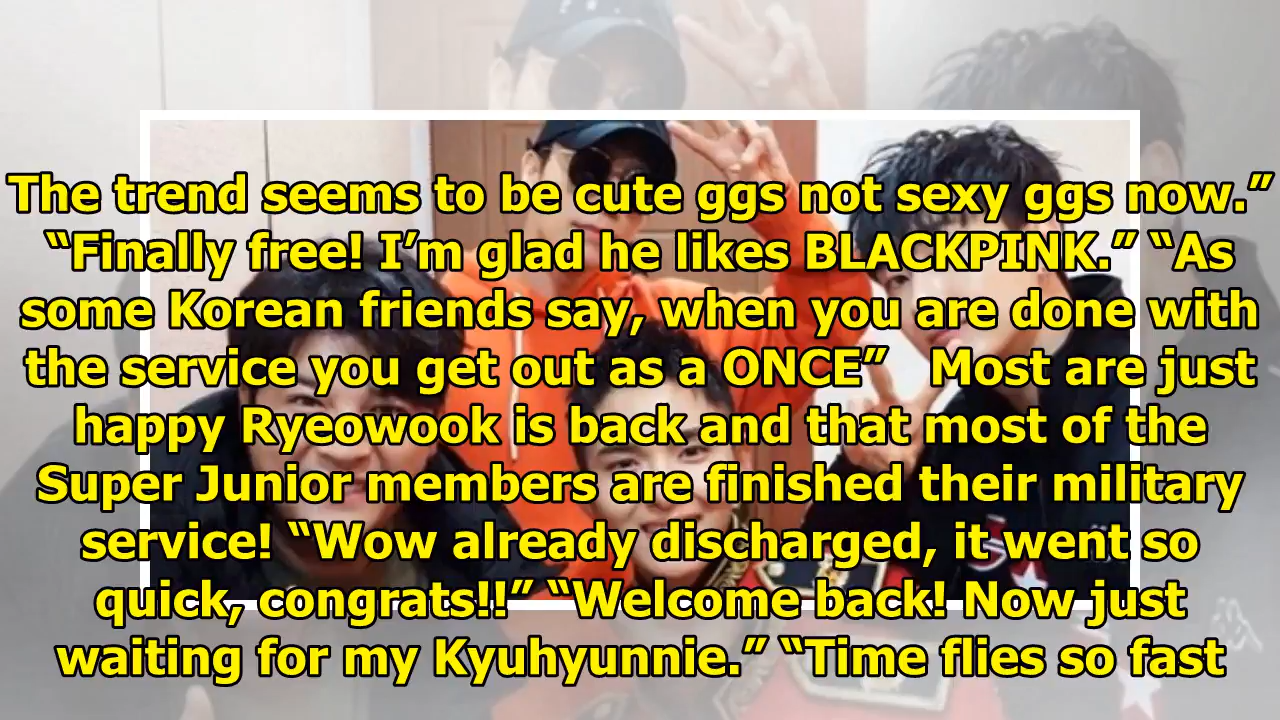 The trend seems to be cute ggs not sexy ggs now.”
“Finally free! I’m glad he likes BLACKPINK.” “As
some Korean friends say, when you are done with
the service you get out as a ONCE”   Most are just
happy Ryeowook is back and that most of the
Super Junior members are finished their military
service! “Wow already discharged, it went so
quick, congrats!!” “Welcome back! Now just
waiting for my Kyuhyunnie.” “Time flies so fast